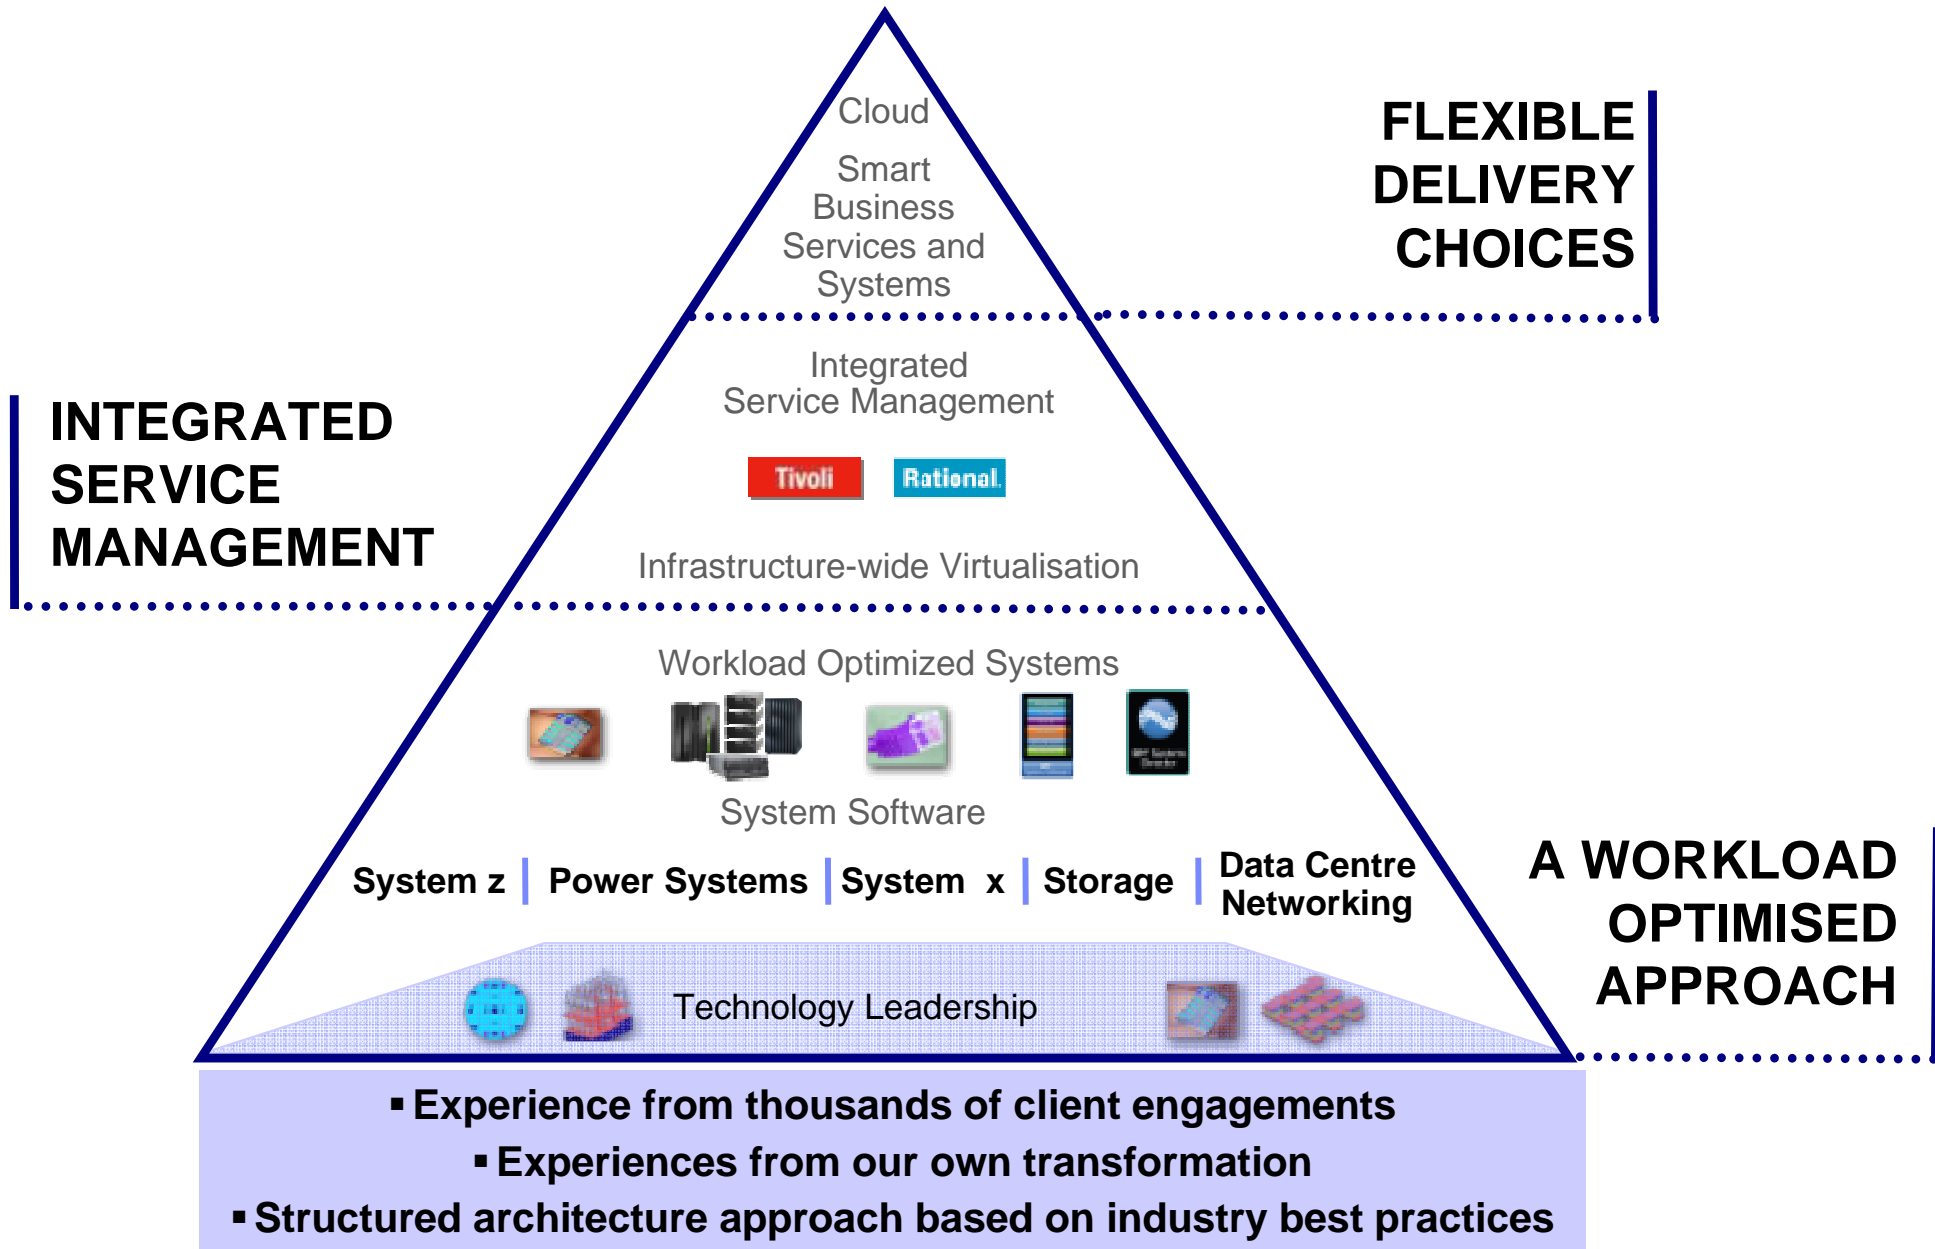 Cloud
Smart
Business
Services and
Systems
FLEXIBLE
DELIVERY
CHOICES
Integrated
Service Management
Tivoli
Rational.
Infrastructure-wide Virtualisation
INTEGRATED
SERVICE
MANAGEMENT
Workload Optimized Systems
System Software
System z
Power Systems
System x
Storage
Data Centre
Networking
A WORKLOAD
OPTIMISED
APPROACH
Technology Leadership
▪ Experience from thousands of client engagements
▪ Experiences from our own transformation
▪ Structured architecture approach based on industry best practices